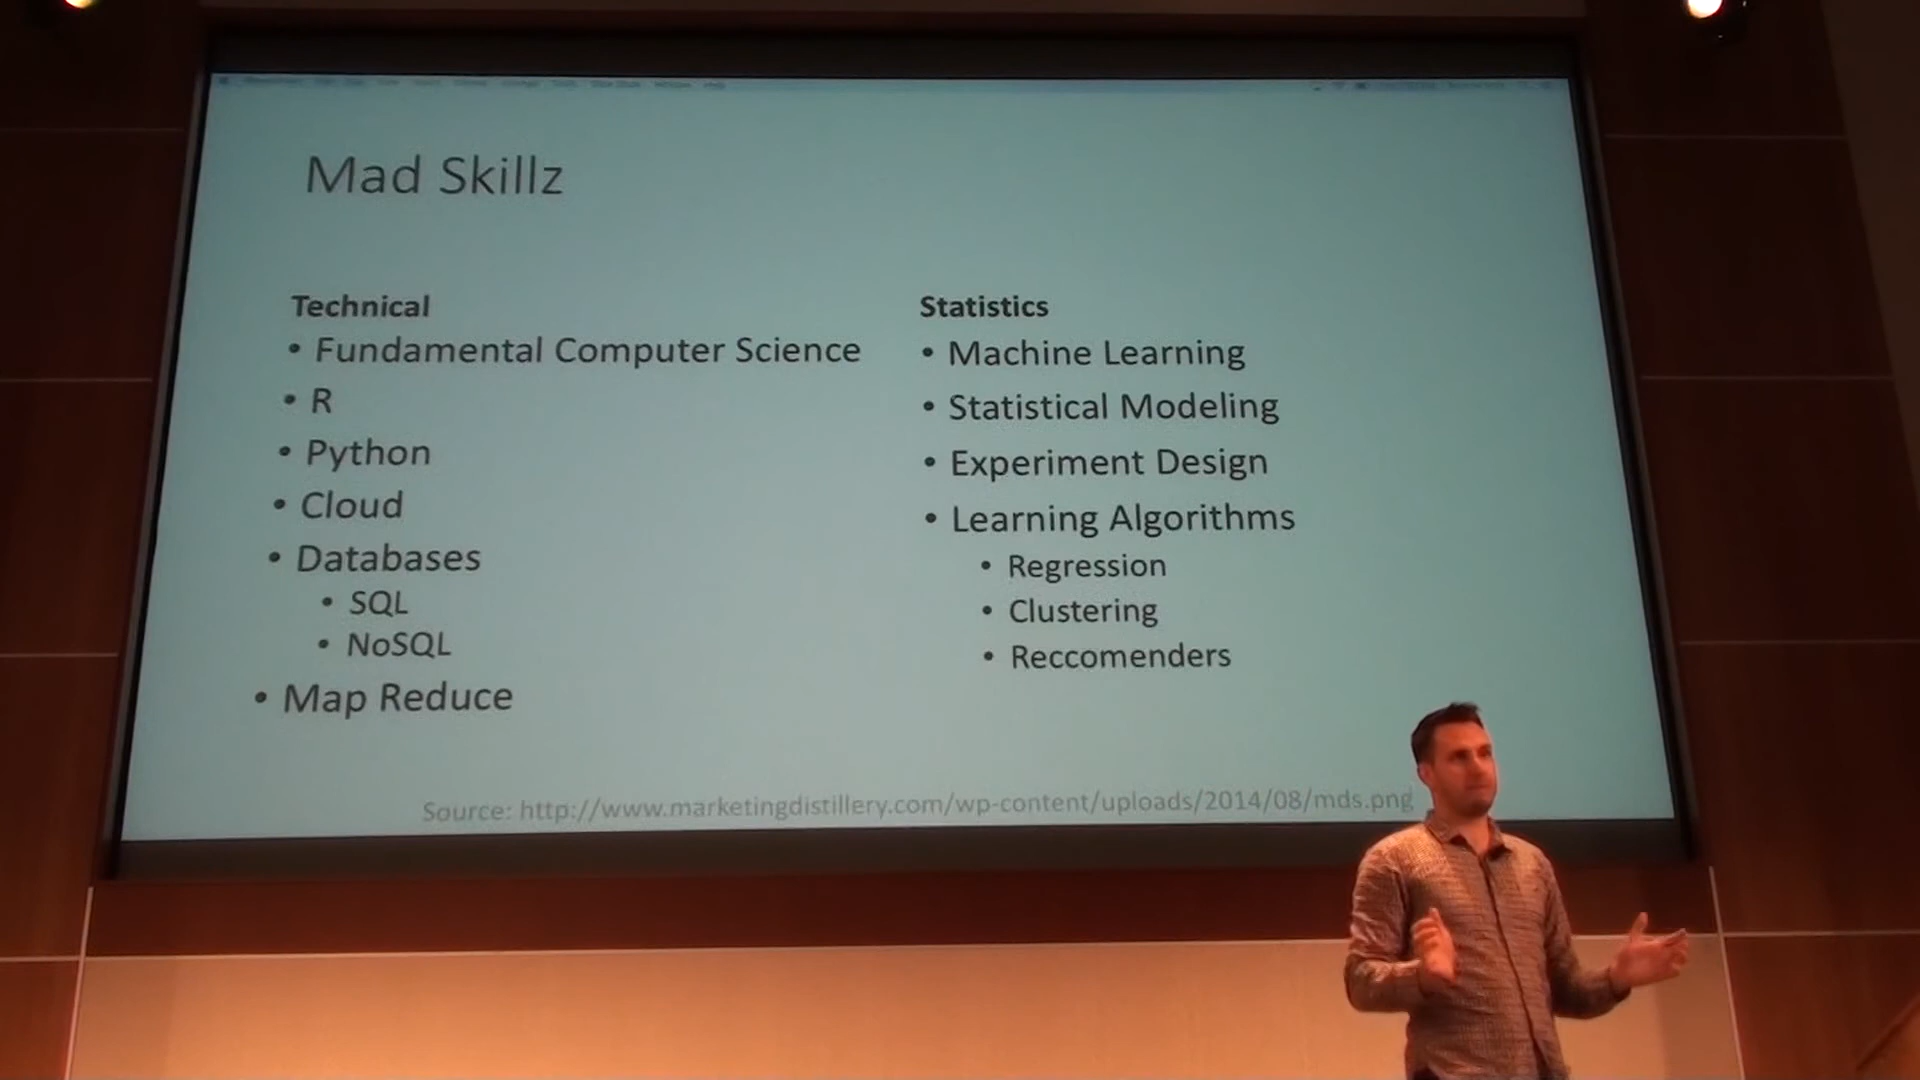 Mad Skillz
Technical
• Fundamental Computer Science
• R
• Python
• Cloud
• Databases
• SQL
• NoSQL
• Map Reduce
Statistics
• Machine Learning
• Statistical Modeling
• Experiment Design
• Learning Algorithms
• Regression
• Clustering
• Reccomenders
Source: http://www.marketingdistillery.com/wp-content/uploads/2014/08/mds.png